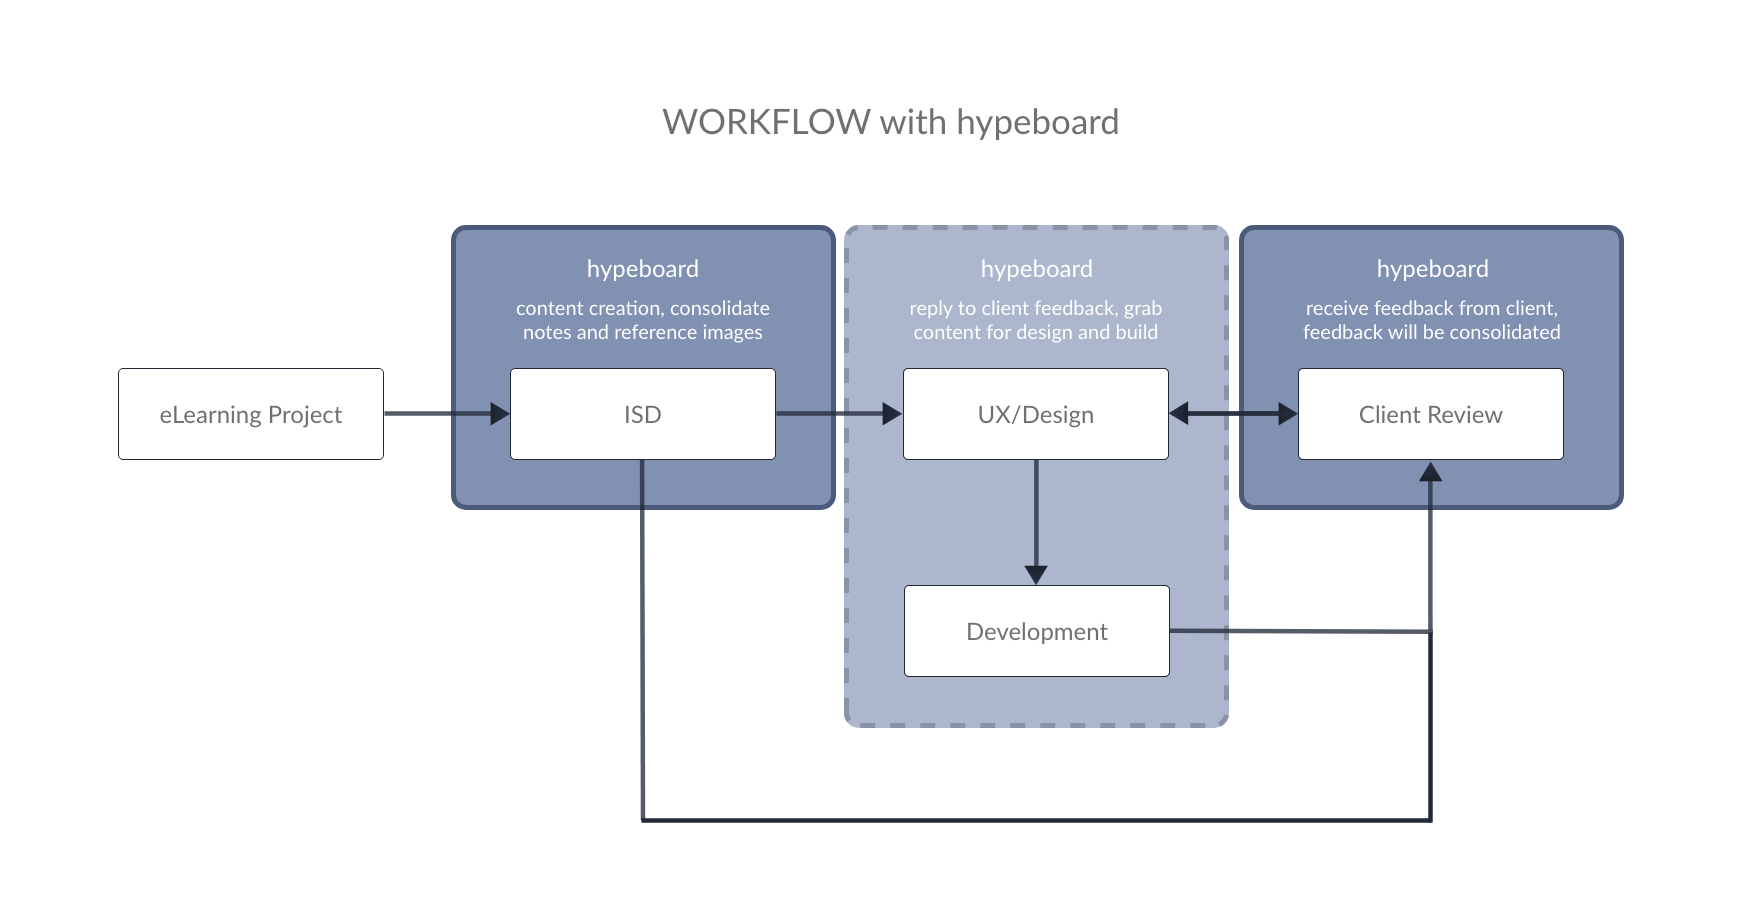 WORKFLOW with hypeboard
hypeboard
content creation, consolidate
notes and reference images
hypeboard
reply to client feedback, grab
content for design and build
hypeboard
receive feedback from client,
feedback will be consolidated
eLearning Project
ISD
UX/Design
Client Review
Development